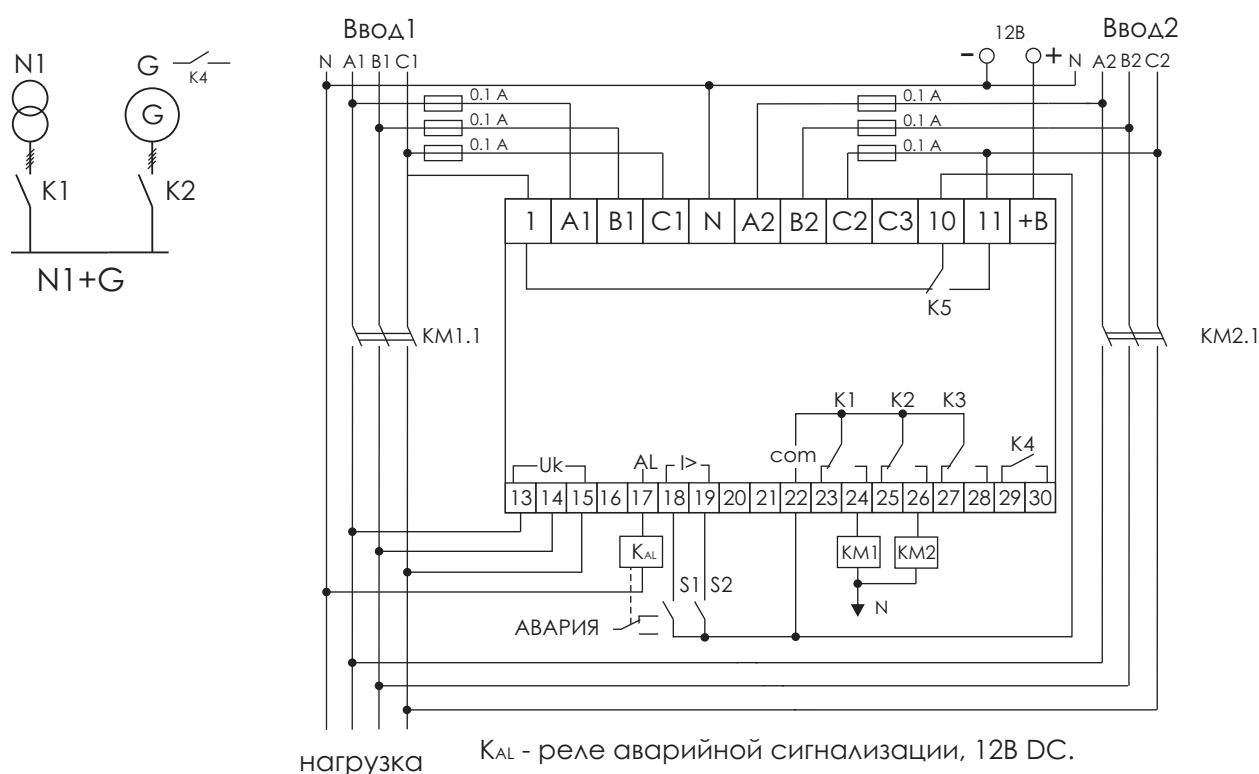 Ввод1
12В
Ввод2
N A1 B1 C1
− + N A2 B2 C2
N1
G
K4
G
0.1 A
0.1 A
0.1 A
0.1 A
0.1 A
0.1 A
K1
K2
N1+G
1 A1 B1 C1 N A2 B2 C2 C3 10 11 +B
K5
KM1.1
KM2.1
K1 K2 K3
K4
Uk AL I> com
13 14 15 16 17 18 19 20 21 22 23 24 25 26 27 28 29 30
KAL
KM1 KM2
S1 S2
N
АВАРИЯ
нагрузка
KAL - реле аварийной сигнализации, 12В DC.